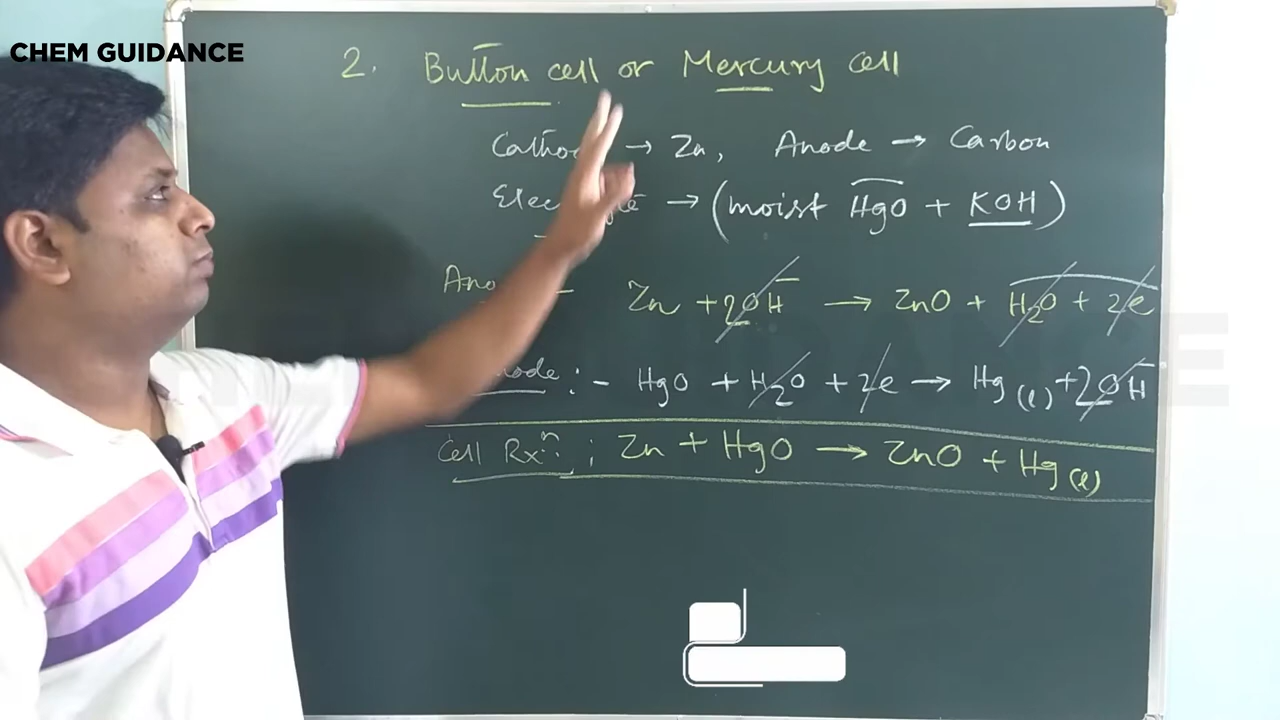 CHEM GUIDANCE
2. Button cell or Mercury cell
→ Zn, Anode → Carbon
→ (moist HgO + KOH)
Zn + 2OH⁻ → ZnO + H₂O + 2e
: - HgO + H₂O + 2e → Hg(l) + 2OH⁻
Cell Rxⁿ : ; Zn + HgO → ZnO + Hg(l)